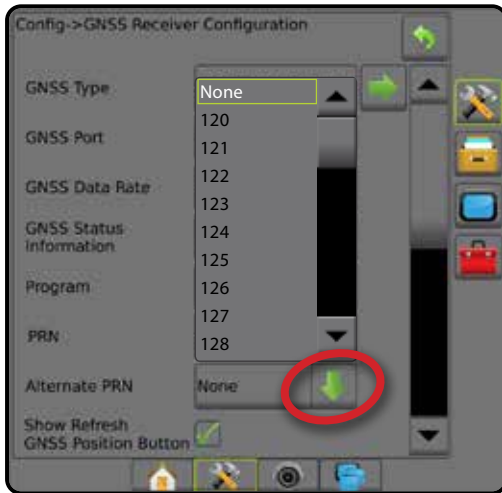 Config->GNSS Receiver Configuration
GNSS Type
None
120
GNSS Port
121
122
GNSS Data Rate
123
GNSS Status
Information
124
125
Program
126
127
PRN
128
Alternate PRN
None
Show Refresh
GNSS Position Button